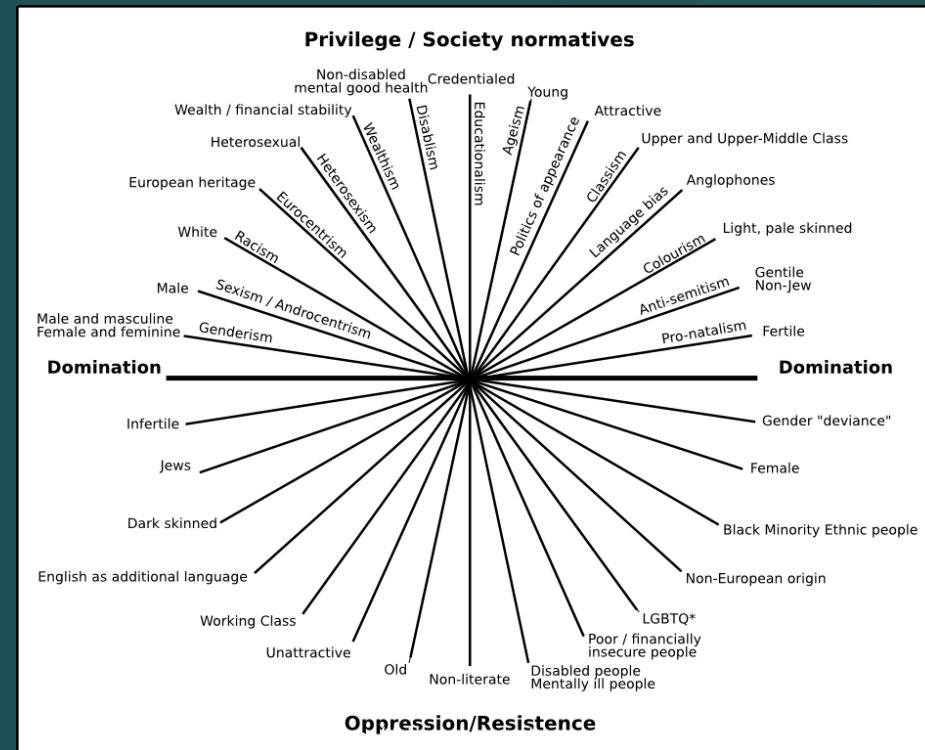 Privilege / Society normatives
Non-disabled
mental good health
Credentialed
Young
Wealth / financial stability
Attractive
Heterosexual
Upper and Upper-Middle Class
European heritage
Anglophones
White
Light, pale skinned
Male
Gentile
Non-Jew
Male and masculine
Female and feminine
Fertile
Genderism
Sexism / Androcentrism
Racism
Eurocentrism
Heterosexism
Wealthism
Disablism
Educationalism
Ageism
Politics of appearance
Classism
Language bias
Colourism
Anti-semitism
Pro-natalism
Domination
Domination
Infertile
Gender "deviance"
Jews
Female
Dark skinned
Black Minority Ethnic people
English as additional language
Non-European origin
Working Class
LGBTQ*
Unattractive
Poor / financially
insecure people
Old
Non-literate
Disabled people
Mentally ill people
Oppression/Resistence